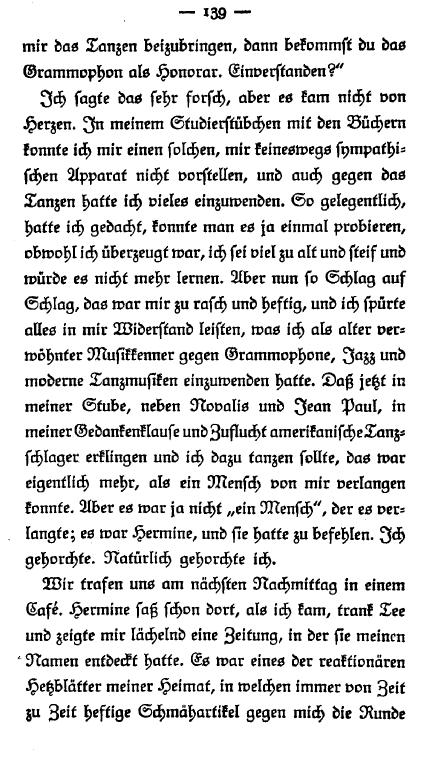 — 139 —
mir das Tanzen beizubringen, dann bekommst du das
Grammophon als Honorar. Einverstanden?“
Ich sagte das sehr forsch, aber es kam nicht von
Herzen. In meinem Studierstübchen mit den Büchern
konnte ich mir einen solchen, mir keineswegs sympathi-
schen Apparat nicht vorstellen, und auch gegen das
Tanzen hatte ich vieles einzuwenden. So gelegentlich,
hatte ich gedacht, konnte man es ja einmal probieren,
obwohl ich überzeugt war, ich sei viel zu alt und steif und
würde es nicht mehr lernen. Aber nun so Schlag auf
Schlag, das war mir zu rasch und heftig, und ich spürte
alles in mir Widerstand leisten, was ich als alter ver-
wöhnter Musikkenner gegen Grammophone, Jazz und
moderne Tanzmusiken einzuwenden hatte. Daß jetzt in
meiner Stube, neben Novalis und Jean Paul, in
meiner Gedankenklause und Zuflucht amerikanische Tanz-
schlager erklingen und ich dazu tanzen sollte, das war
eigentlich mehr, als ein Mensch von mir verlangen
konnte. Aber es war ja nicht „ein Mensch“, der es ver-
langte; es war Hermine, und sie hatte zu befehlen. Ich
gehorchte. Natürlich gehorchte ich.
Wir trafen uns am nächsten Nachmittag in einem
Café. Hermine saß schon dort, als ich kam, trank Tee
und zeigte mir lächelnd eine Zeitung, in der sie meinen
Namen entdeckt hatte. Es war eines der reaktionären
Hetzblätter meiner Heimat, in welchen immer von Zeit
zu Zeit heftige Schmähartikel gegen mich die Runde